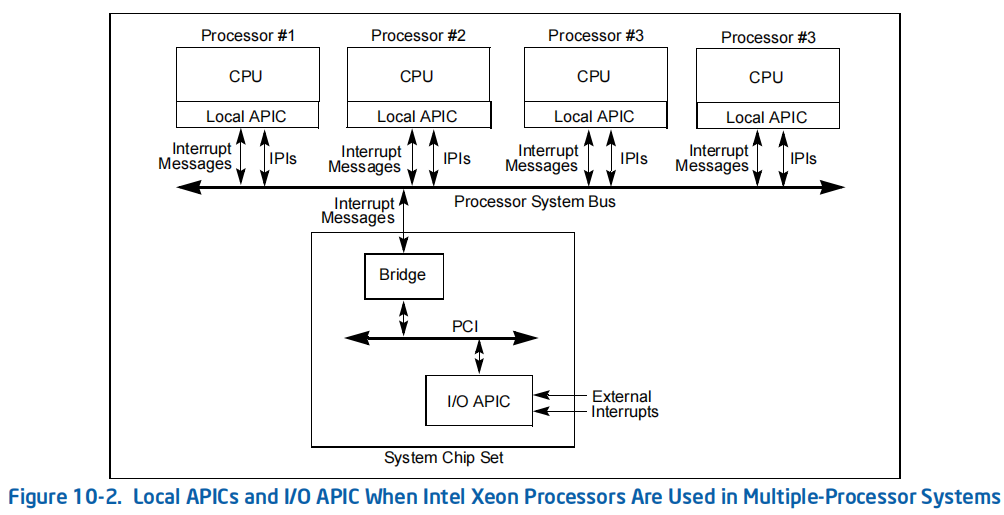 Processor #1
Processor #2
Processor #3
Processor #3
CPU
CPU
CPU
CPU
Local APIC
Local APIC
Local APIC
Local APIC
Interrupt
Messages
IPIs
Interrupt
Messages
IPIs
Interrupt
Messages
IPIs
Interrupt
Messages
IPIs
Processor System Bus
Interrupt
Messages
Bridge
PCI
I/O APIC
External
Interrupts
System Chip Set
Figure 10-2. Local APICs and I/O APIC When Intel Xeon Processors Are Used in Multiple-Processor Systems